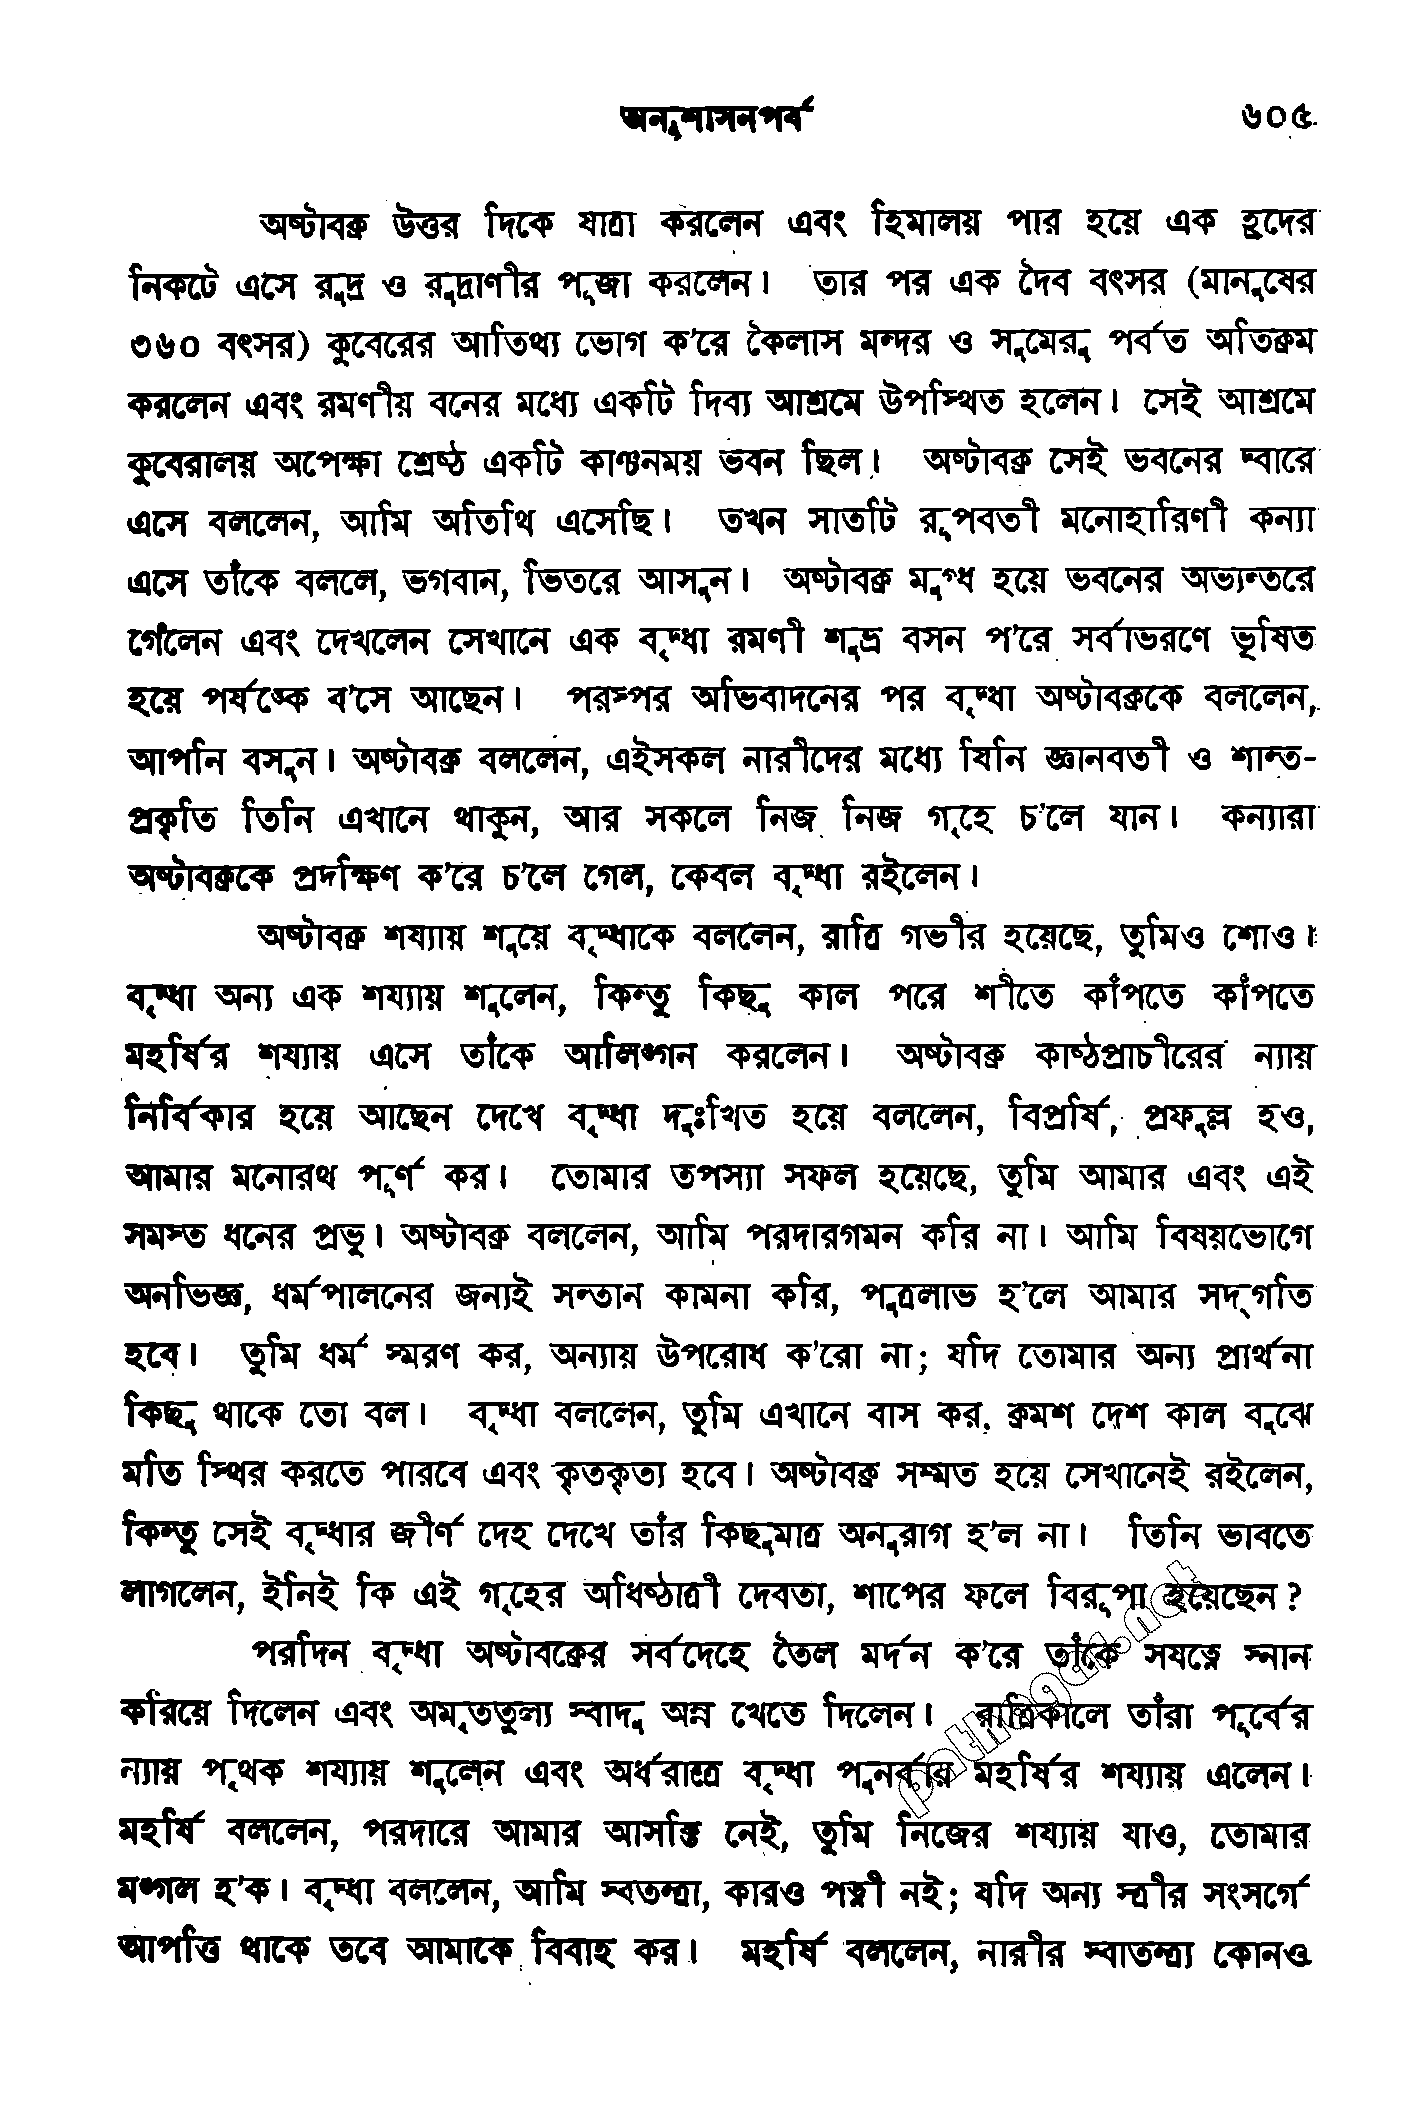 অনুশাসনপর্ব ৬০৫
অষ্টাবক্র উত্তর দিকে যাত্রা করলেন এবং হিমালয় পার হয়ে এক হ্রদের
নিকটে এসে রুদ্র ও রুদ্রাণীর পূজা করলেন। তার পর এক দৈব বৎসর (মানুষের
৩৬০ বৎসর) কুবেরের আতিথ্য ভোগ ক'রে কৈলাস মন্দর ও সুমেরু পর্বত অতিক্রম
করলেন এবং রমণীয় বনের মধ্যে একটি দিব্য আশ্রমে উপস্থিত হলেন। সেই আশ্রমে
কুবেরালয় অপেক্ষা শ্রেষ্ঠ একটি কাঞ্চনময় ভবন ছিল। অষ্টাবক্র সেই ভবনের দ্বারে
এসে বললেন, আমি অতিথি এসেছি। তখন সাতটি রূপবতী মনোহারিণী কন্যা
এসে তাঁকে বললে, ভগবান, ভিতরে আসুন। অষ্টাবক্র মুগ্ধ হয়ে ভবনের অভ্যন্তরে
গেলেন এবং দেখলেন সেখানে এক বৃদ্ধা রমণী শুভ্র বসন প'রে সর্বাভরণে ভূষিত
হয়ে পর্যঙ্কে ব'সে আছেন। পরস্পর অভিবাদনের পর বৃদ্ধা অষ্টাবক্রকে বললেন,
আপনি বসুন। অষ্টাবক্র বললেন, এইসকল নারীদের মধ্যে যিনি জ্ঞানবতী ও শান্ত-
প্রকৃতি তিনি এখানে থাকুন, আর সকলে নিজ নিজ গৃহে চ'লে যান। কন্যারা
অষ্টাবক্রকে প্রদক্ষিণ ক'রে চ'লে গেল, কেবল বৃদ্ধা রইলেন।
অষ্টাবক্র শয্যায় শুয়ে বৃদ্ধাকে বললেন, রাত্রি গভীর হয়েছে, তুমিও শোও।
বৃদ্ধা অন্য এক শয্যায় শুলেন, কিন্তু কিছু কাল পরে শীতে কাঁপতে কাঁপতে
মহর্ষির শয্যায় এসে তাঁকে আলিঙ্গন করলেন। অষ্টাবক্র কাষ্ঠপ্রাচীরের ন্যায়
নির্বিকার হয়ে আছেন দেখে বৃদ্ধা দুঃখিত হয়ে বললেন, বিপ্রর্ষি, প্রফুল্ল হও,
আমার মনোরথ পূর্ণ কর। তোমার তপস্যা সফল হয়েছে, তুমি আমার এবং এই
সমস্ত ধনের প্রভু। অষ্টাবক্র বললেন, আমি পরদারগমন করি না। আমি বিষয়ভোগে
অনভিজ্ঞ, ধর্মপালনের জন্যই সন্তান কামনা করি, পুত্রলাভ হ'লে আমার সদ্‌গতি
হবে। তুমি ধর্ম স্মরণ কর, অন্যায় উপরোধ ক'রো না; যদি তোমার অন্য প্রার্থনা
কিছু থাকে তো বল। বৃদ্ধা বললেন, তুমি এখানে বাস কর, ক্রমশ দেশ কাল বুঝে
মতি স্থির করতে পারবে এবং কৃতকৃত্য হবে। অষ্টাবক্র সম্মত হয়ে সেখানেই রইলেন,
কিন্তু সেই বৃদ্ধার জীর্ণ দেহ দেখে তাঁর কিছুমাত্র অনুরাগ হ'ল না। তিনি ভাবতে
লাগলেন, ইনিই কি এই গৃহের অধিষ্ঠাত্রী দেবতা, শাপের ফলে বিরূপা হয়েছেন?
পরদিন বৃদ্ধা অষ্টাবক্রের সর্বদেহে তৈল মর্দন ক'রে তাঁকে সযত্নে স্নান
করিয়ে দিলেন এবং অমৃততুল্য স্বাদু অন্ন খেতে দিলেন। রাত্রিকালে তাঁরা পূর্বের
ন্যায় পৃথক শয্যায় শুলেন এবং অর্ধরাত্রে বৃদ্ধা পুনর্বার মহর্ষির শয্যায় এলেন।
মহর্ষি বললেন, পরদারে আমার আসক্তি নেই, তুমি নিজের শয্যায় যাও, তোমার
মঙ্গল হ'ক। বৃদ্ধা বললেন, আমি স্বতন্ত্রা, কারও পত্নী নই; যদি অন্য স্ত্রীর সংসর্গে
আপত্তি থাকে তবে আমাকে বিবাহ কর। মহর্ষি বললেন, নারীর স্বাতন্ত্র্য কোনও
pathagar.net